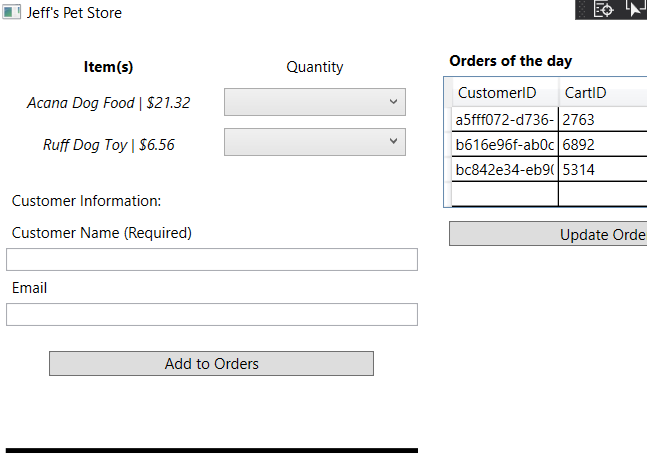 Jeff's Pet Store
Item(s) Quantity
Acana Dog Food | $21.32
Ruff Dog Toy | $6.56
Customer Information:
Customer Name (Required)
Email
Add to Orders
Orders of the day
CustomerID CartID
a5fff072-d736- 2763
b616e96f-ab0c 6892
bc842e34-eb90 5314
Update Orde